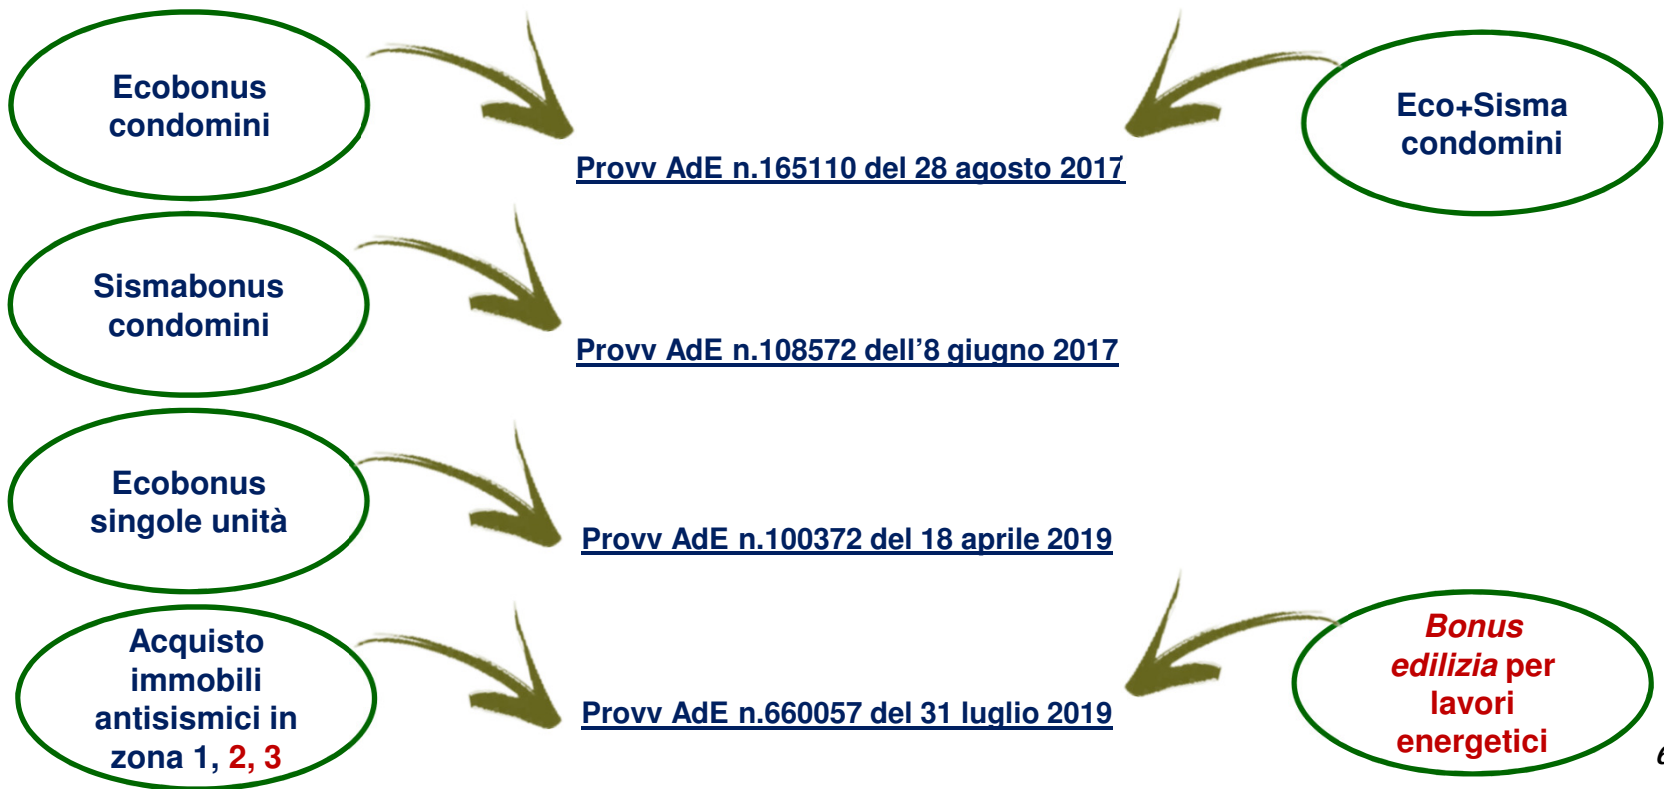 Ecobonus
condomini
Eco+Sisma
condomini
Provv AdE n.165110 del 28 agosto 2017
Sismabonus
condomini
Provv AdE n.108572 dell’8 giugno 2017
Ecobonus
singole unità
Provv AdE n.100372 del 18 aprile 2019
Acquisto
immobili
antisismici in
zona 1, 2, 3
Bonus
edilizia per
lavori
energetici
Provv AdE n.660057 del 31 luglio 2019